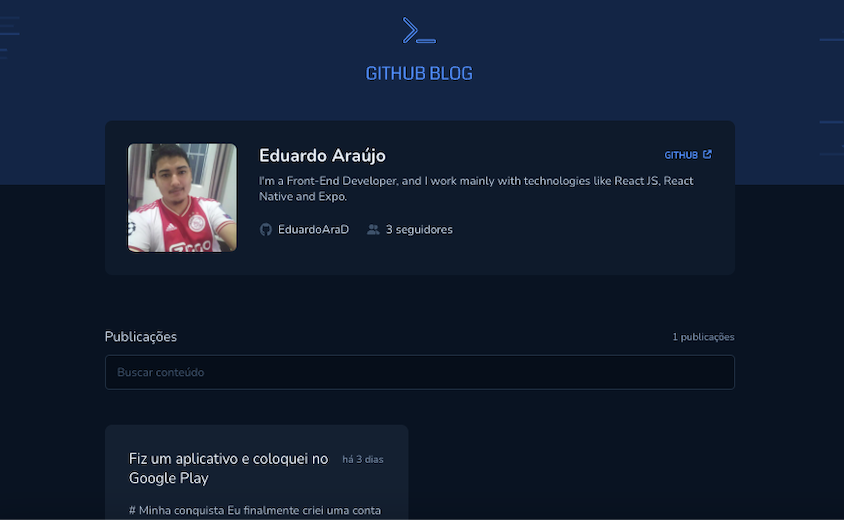 GITHUB BLOG
Eduardo Araújo
GITHUB
I'm a Front-End Developer, and I work mainly with technologies like React JS, React
Native and Expo.
EduardoAraD
3 seguidores
Publicações
1 publicações
Buscar conteúdo
Fiz um aplicativo e coloquei no
há 3 dias
Google Play
# Minha conquista Eu finalmente criei uma conta